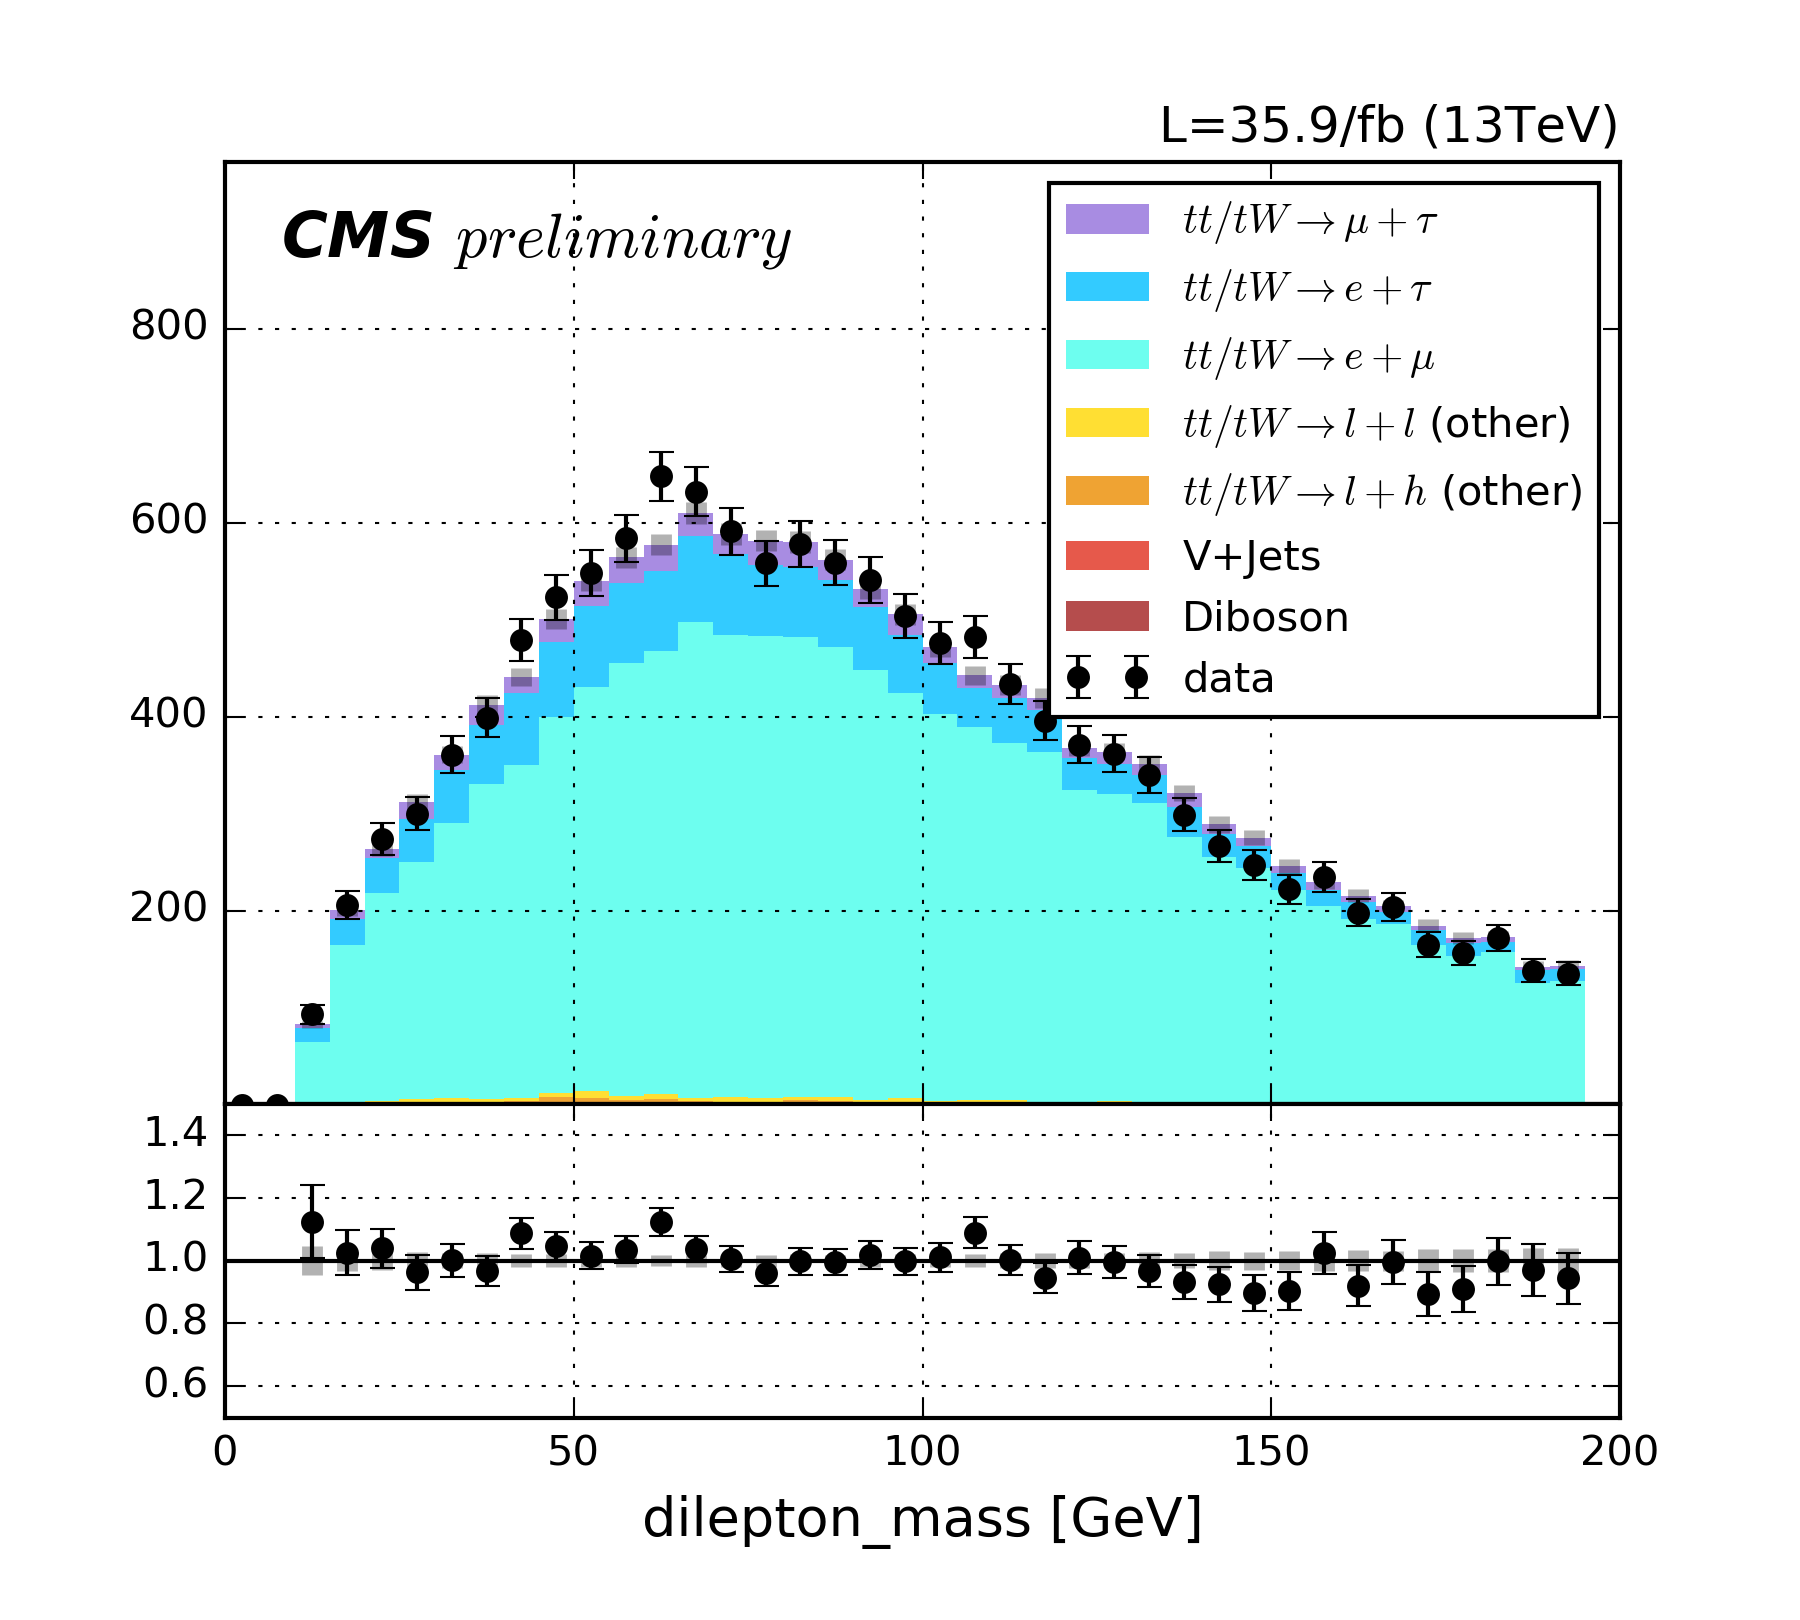 L=35.9/fb (13TeV)
CMS preliminary
tt/tW → μ + τ
tt/tW → e + τ
tt/tW → e + μ
tt/tW → l + l (other)
tt/tW → l + h (other)
V+Jets
Diboson
data
800
600
400
200
1.4
1.2
1.0
0.8
0.6
0 50 100 150 200
dilepton_mass [GeV]